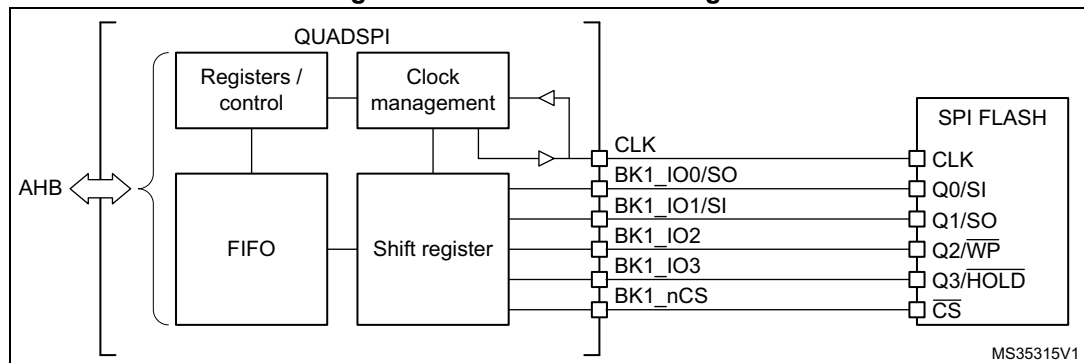 QUADSPI
Registers /
control
Clock
management
SPI FLASH
CLK
CLK
BK1_IO0/SO
Q0/SI
AHB
BK1_IO1/SI
Q1/SO
FIFO
Shift register
BK1_IO2
Q2/WP
BK1_IO3
Q3/HOLD
BK1_nCS
CS
MS35315V1